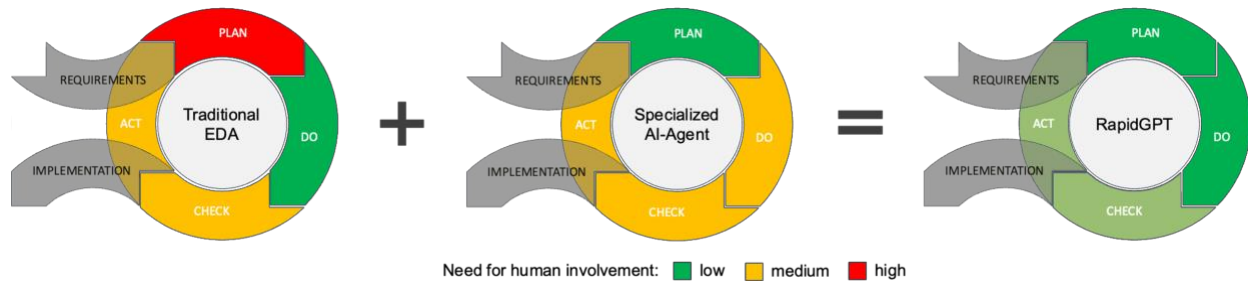 PLAN
REQUIREMENTS
Traditional
EDA
ACT
DO
IMPLEMENTATION
CHECK
+
PLAN
REQUIREMENTS
Specialized
AI-Agent
ACT
DO
IMPLEMENTATION
CHECK
=
PLAN
REQUIREMENTS
RapidGPT
ACT
DO
IMPLEMENTATION
CHECK
Need for human involvement: low medium high